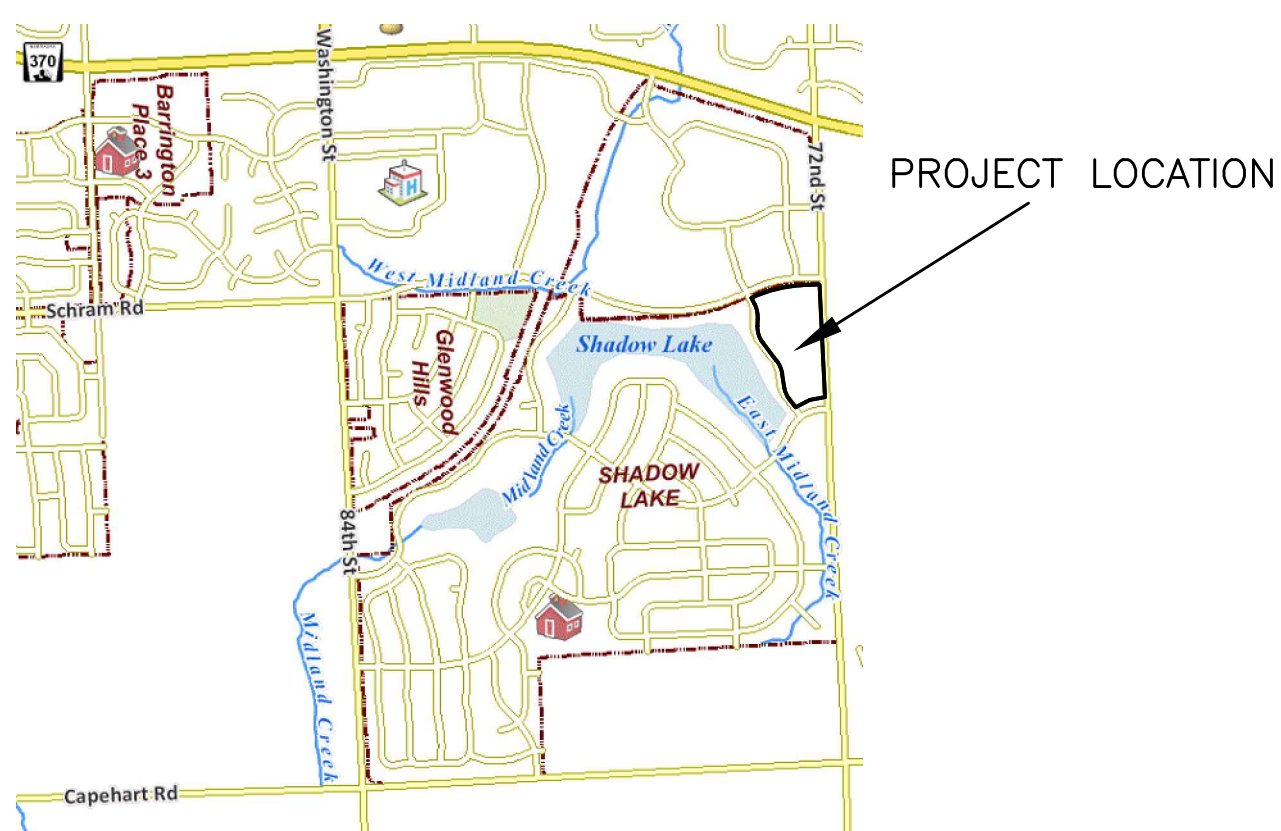 NEBRASKA
370
Washington St
Barrington
Place 3
H
72nd St
PROJECT LOCATION
West Midland Creek
Schram Rd
Glenwood
Hills
Shadow Lake
East Midland Creek
Midland Creek
SHADOW
LAKE
84th St
Midland Creek
Capehart Rd